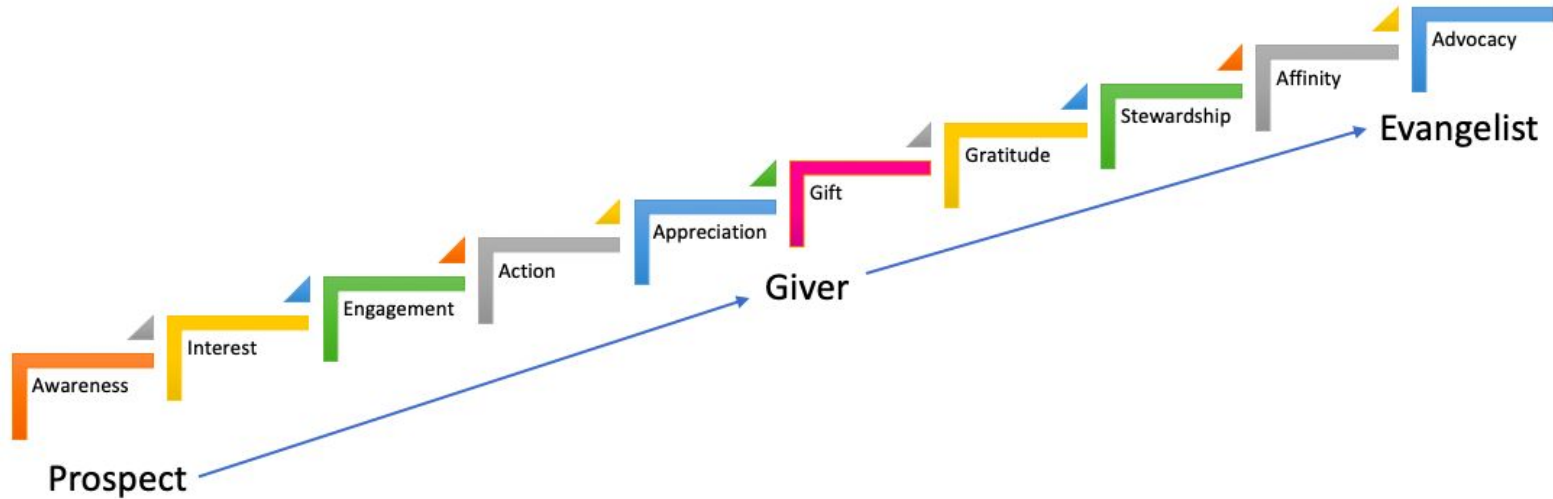 Awareness
Interest
Engagement
Action
Appreciation
Gift
Gratitude
Stewardship
Affinity
Advocacy
Prospect
Giver
Evangelist